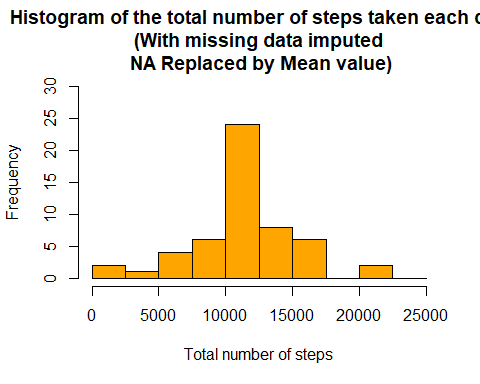 Histogram of the total number of steps taken each
(With missing data imputed
NA Replaced by Mean value)
Frequency
30
25
20
15
10
5
0
0 5000 10000 15000 20000 25000
Total number of steps